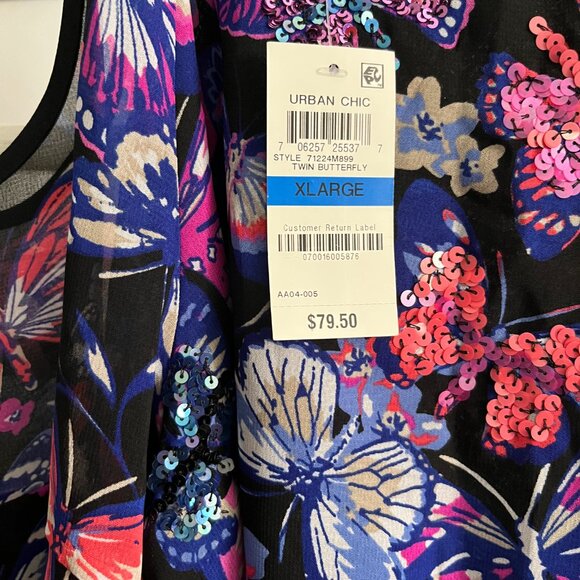 URBAN CHIC
7 06257 25537 7
STYLE 71224M899
TWIN BUTTERFLY
XLARGE
Customer Return Label
070016005876
AA04-005
$79.50